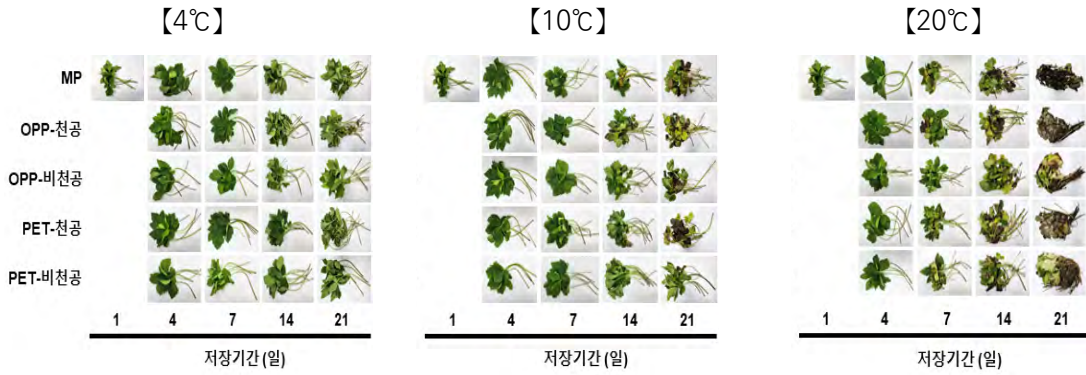 【4℃】
【10℃】
【20℃】
MP
OPP-천공
OPP-비천공
PET-천공
PET-비천공
1 4 7 14 21
저장기간 (일)
1 4 7 14 21
저장기간 (일)
1 4 7 14 21
저장기간 (일)